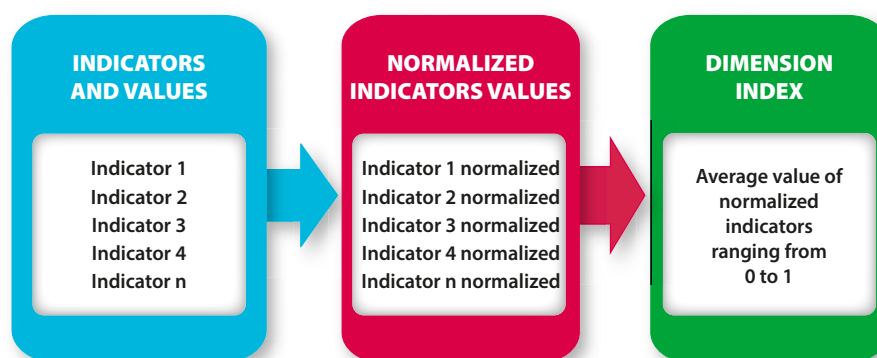 INDICATORS
AND VALUES
Indicator 1
Indicator 2
Indicator 3
Indicator 4
Indicator n
NORMALIZED
INDICATORS VALUES
Indicator 1 normalized
Indicator 2 normalized
Indicator 3 normalized
Indicator 4 normalized
Indicator n normalized
DIMENSION
INDEX
Average value of
normalized
indicators
ranging from
0 to 1